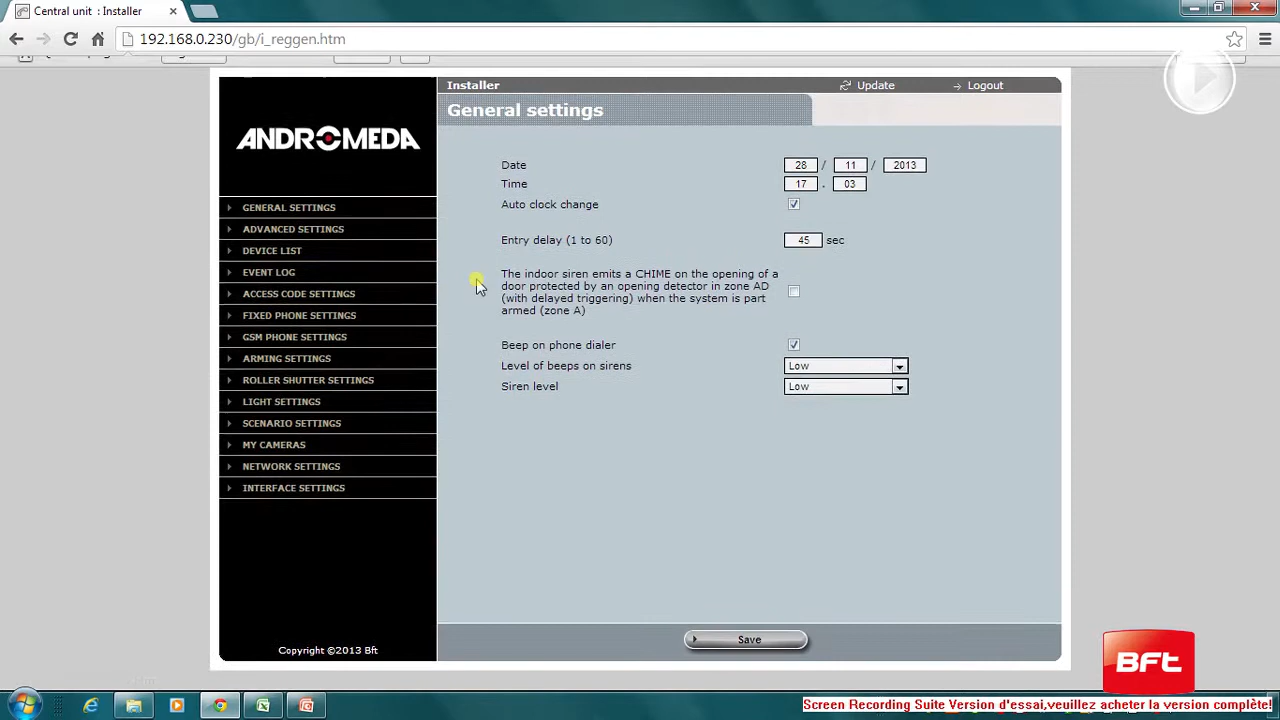 Central unit : Installer
192.168.0.230/gb/i_reggen.htm
Installer
Update
Logout
General settings
ANDROMEDA
GENERAL SETTINGS
ADVANCED SETTINGS
DEVICE LIST
EVENT LOG
ACCESS CODE SETTINGS
FIXED PHONE SETTINGS
GSM PHONE SETTINGS
ARMING SETTINGS
ROLLER SHUTTER SETTINGS
LIGHT SETTINGS
SCENARIO SETTINGS
MY CAMERAS
NETWORK SETTINGS
INTERFACE SETTINGS
Copyright ©2013 Bft
Date 28 / 11 / 2013
Time 17 . 03
Auto clock change
Entry delay (1 to 60) 45 sec
The indoor siren emits a CHIME on the opening of a
door protected by an opening detector in zone AD
(with delayed triggering) when the system is part
armed (zone A)
Beep on phone dialer
Level of beeps on sirens Low
Siren level Low
Save
BFt
Screen Recording Suite Version d'essai,veuillez acheter la version complète!